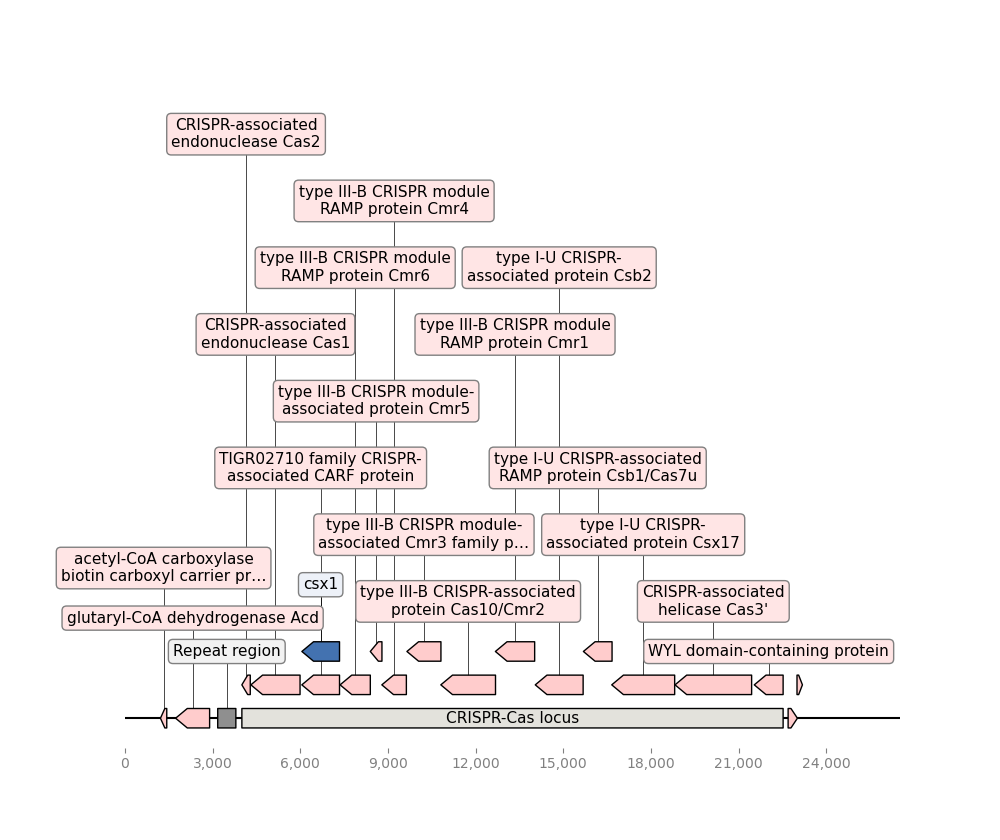 CRISPR-associated
endonuclease Cas2
type III-B CRISPR module
RAMP protein Cmr4
type III-B CRISPR module
RAMP protein Cmr6
type I-U CRISPR-
associated protein Csb2
CRISPR-associated
endonuclease Cas1
type III-B CRISPR module
RAMP protein Cmr1
type III-B CRISPR module-
associated protein Cmr5
TIGR02710 family CRISPR-
associated CARF protein
type I-U CRISPR-associated
RAMP protein Csb1/Cas7u
type III-B CRISPR module-
associated Cmr3 family p…
type I-U CRISPR-
associated protein Csx17
acetyl-CoA carboxylase
biotin carboxyl carrier pr…
csx1
type III-B CRISPR-associated
protein Cas10/Cmr2
CRISPR-associated
helicase Cas3'
glutaryl-CoA dehydrogenase Acd
Repeat region
WYL domain-containing protein
CRISPR-Cas locus
0
3,000
6,000
9,000
12,000
15,000
18,000
21,000
24,000